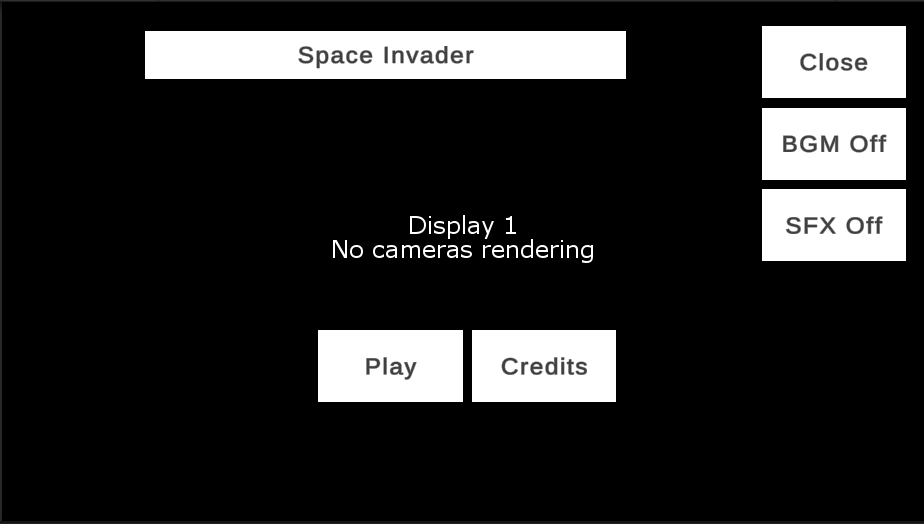 Space Invader
Close
BGM Off
SFX Off
Display 1
No cameras rendering
Play
Credits